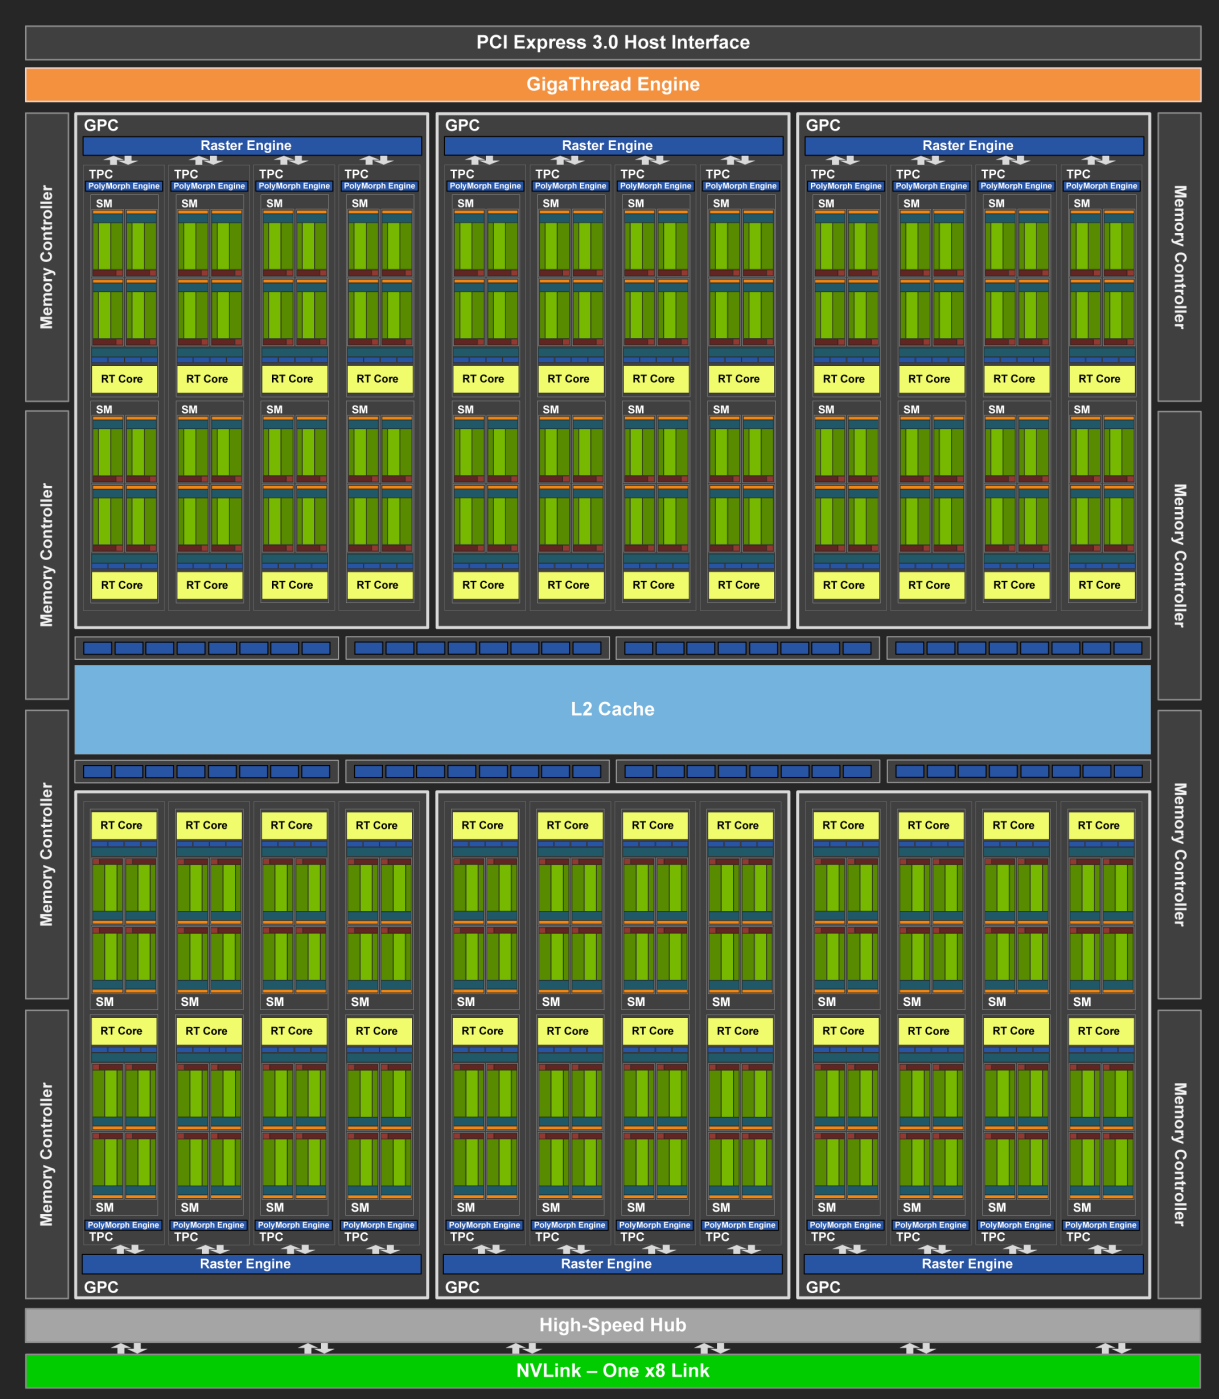 PCI Express 3.0 Host Interface
GigaThread Engine
Memory Controller
Memory Controller
Memory Controller
Memory Controller
GPC GPC GPC
Raster Engine Raster Engine Raster Engine
TPC TPC TPC TPC TPC TPC TPC TPC TPC TPC TPC TPC
PolyMorph Engine PolyMorph Engine PolyMorph Engine PolyMorph Engine PolyMorph Engine PolyMorph Engine PolyMorph Engine PolyMorph Engine PolyMorph Engine PolyMorph Engine PolyMorph Engine PolyMorph Engine
SM SM SM SM SM SM SM SM SM SM SM SM
RT Core RT Core RT Core RT Core RT Core RT Core RT Core RT Core RT Core RT Core RT Core RT Core
SM SM SM SM SM SM SM SM SM SM SM SM
RT Core RT Core RT Core RT Core RT Core RT Core RT Core RT Core RT Core RT Core RT Core RT Core
L2 Cache
RT Core RT Core RT Core RT Core RT Core RT Core RT Core RT Core RT Core RT Core RT Core RT Core
SM SM SM SM SM SM SM SM SM SM SM SM
RT Core RT Core RT Core RT Core RT Core RT Core RT Core RT Core RT Core RT Core RT Core RT Core
SM SM SM SM SM SM SM SM SM SM SM SM
PolyMorph Engine PolyMorph Engine PolyMorph Engine PolyMorph Engine PolyMorph Engine PolyMorph Engine PolyMorph Engine PolyMorph Engine PolyMorph Engine PolyMorph Engine PolyMorph Engine PolyMorph Engine
TPC TPC TPC TPC TPC TPC TPC TPC TPC TPC TPC TPC
Raster Engine Raster Engine Raster Engine
GPC GPC GPC
Memory Controller
Memory Controller
Memory Controller
Memory Controller
High-Speed Hub
NVLink – One x8 Link